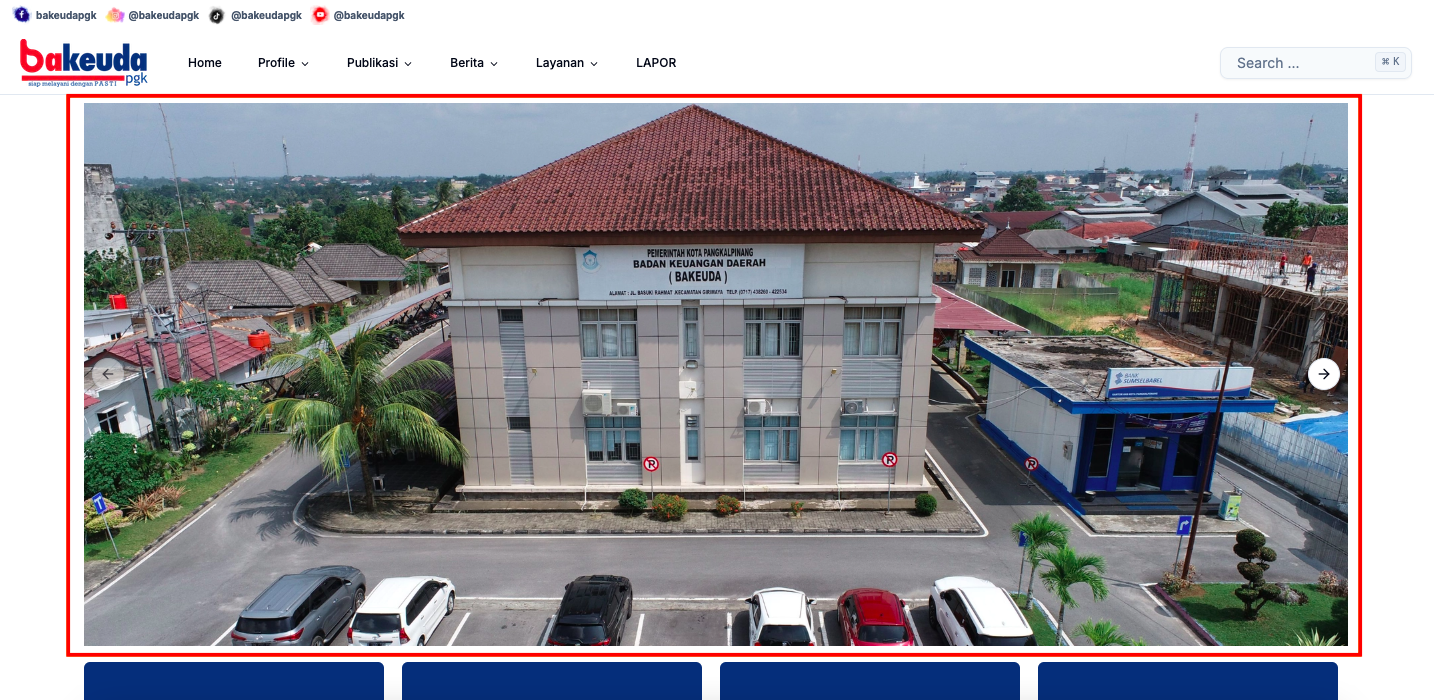 bakeudapgk @bakeudapgk @bakeudapgk @bakeudapgk
bakeuda
pgk
siap melayani dengan PASTI
Home Profile Publikasi Berita Layanan LAPOR
Search ... ⌘ K
PEMERINTAH KOTA PANGKALPINANG
BADAN KEUANGAN DAERAH
( BAKEUDA )
ALAMAT : JL. BASUKI RAHMAT .KECAMATAN GIRIMAYA TELP. (0717) 438200 - 422534
BANK
SUMSELBABEL